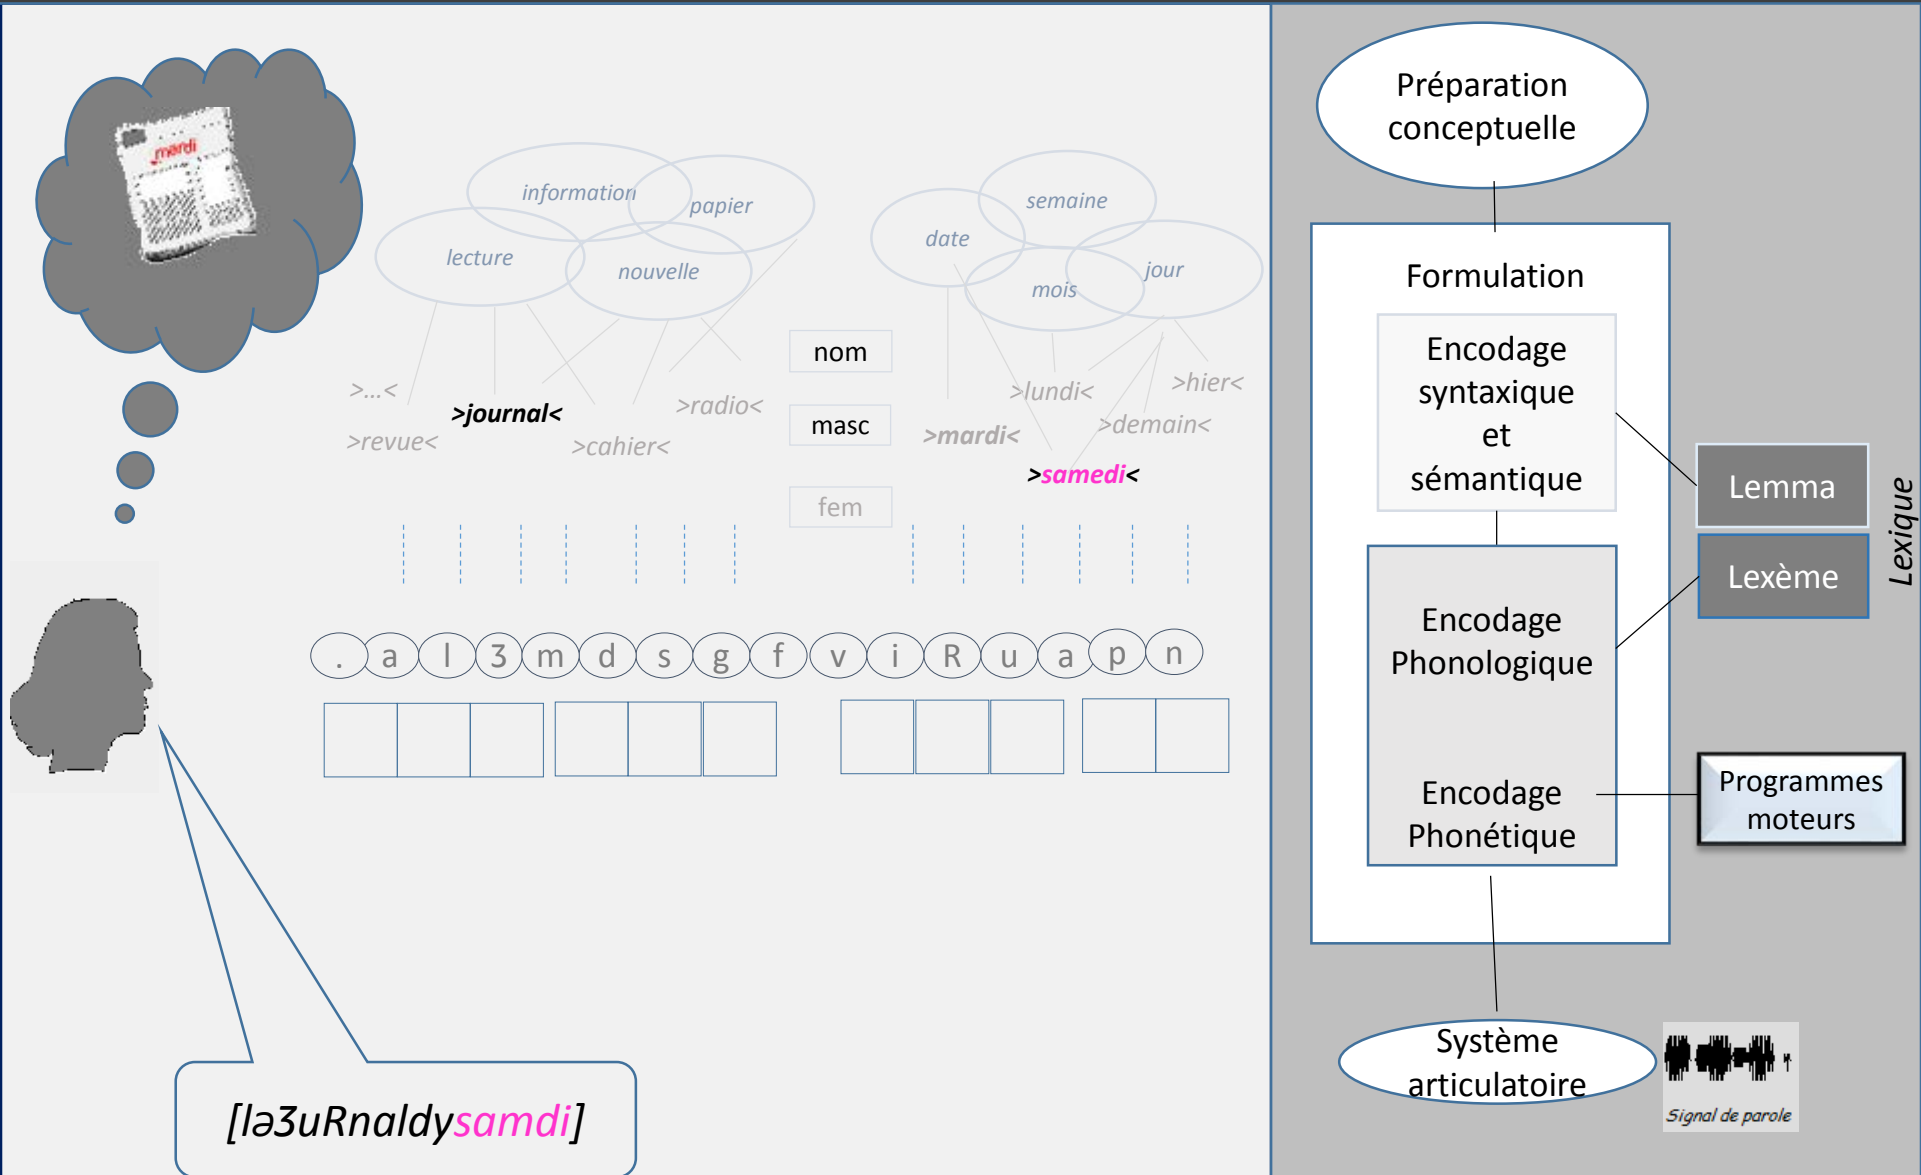 mardi
information
papier
lecture
nouvelle
semaine
date
jour
mois
nom
masc
fem
>...<
>journal<
>revue<
>cahier<
>radio<
>lundi<
>hier<
>mardi<
>demain<
>samedi<
. a l 3 m d s g f v i R u a p n
[lə3uRnaldysamdi]
Préparation
conceptuelle
Formulation
Encodage
syntaxique
et
sémantique
Lemma
Lexème
Lexique
Encodage
Phonologique
Encodage
Phonétique
Programmes
moteurs
Système
articulatoire
Signal de parole